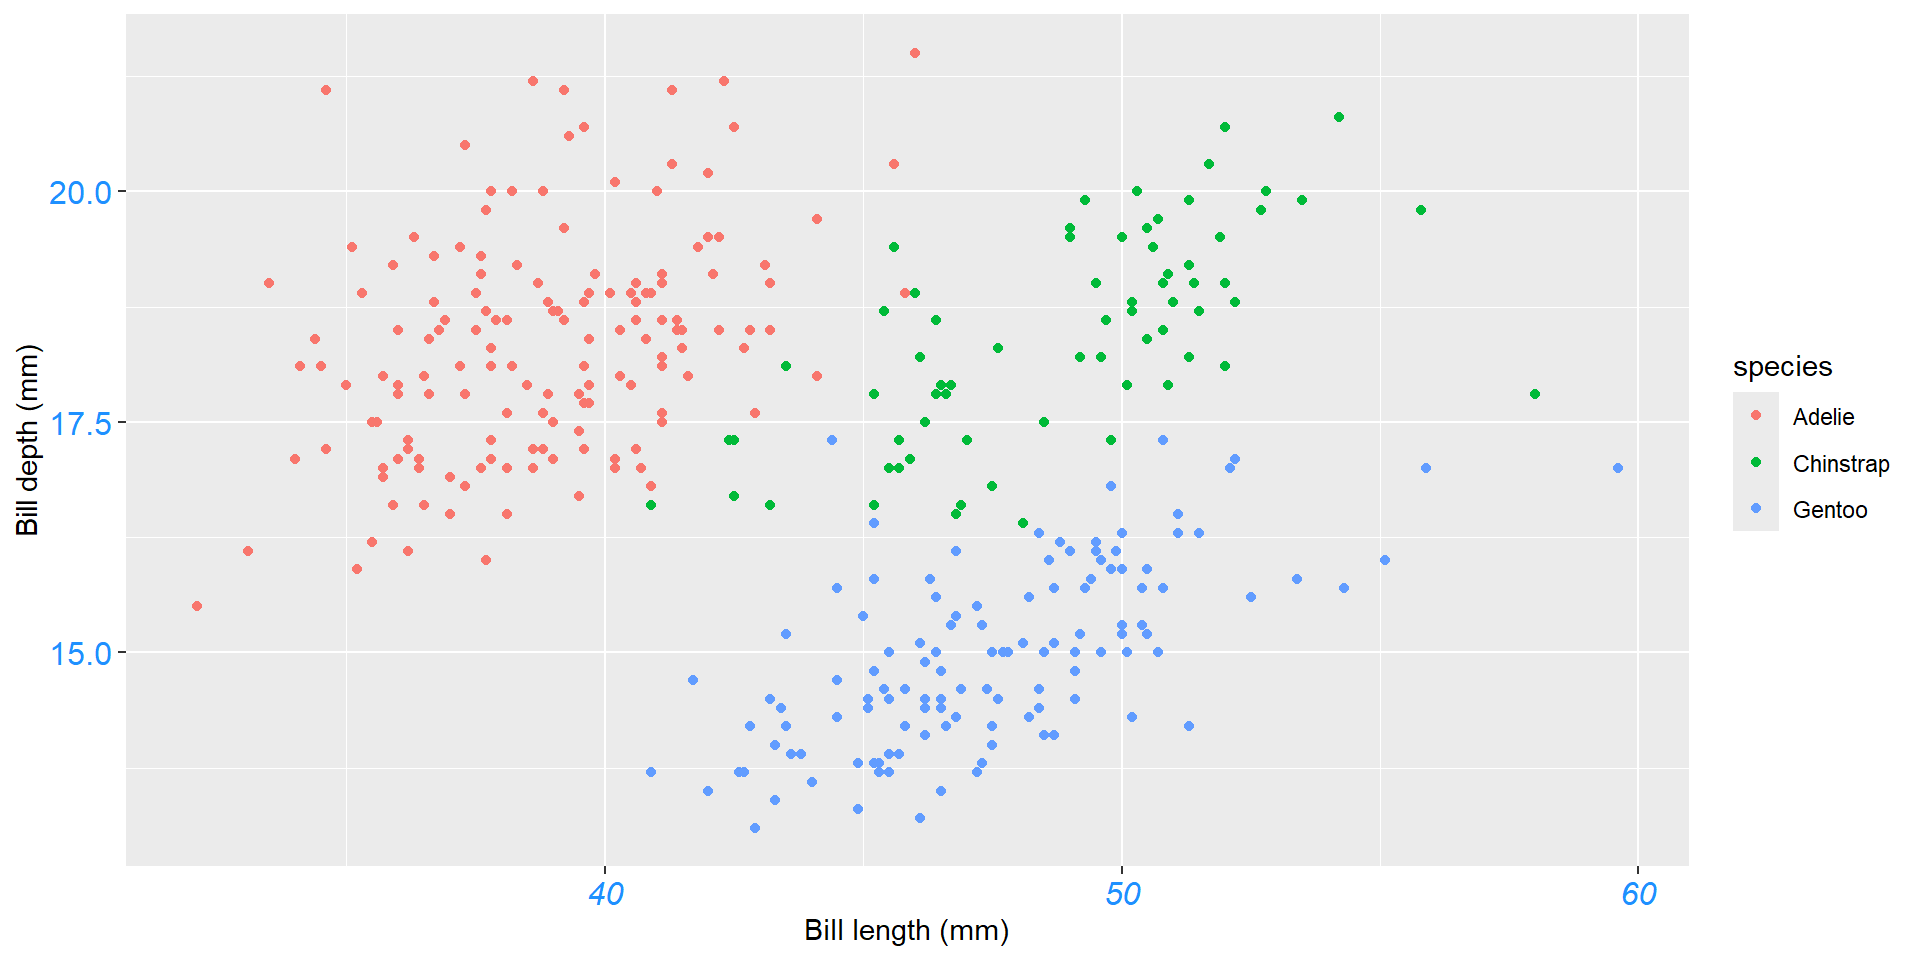 20.0
17.5
15.0
Bill depth (mm)
40 50 60
Bill length (mm)
species
Adelie
Chinstrap
Gentoo